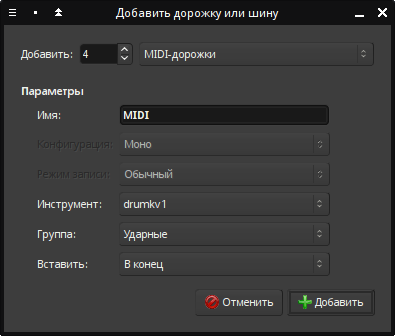 Добавить дорожку или шину
Добавить: 4 MIDI-дорожки
Параметры
Имя: MIDI
Конфигурация: Моно
Режим записи: Обычный
Инструмент: drumkv1
Группа: Ударные
Вставить: В конец
Отменить Добавить